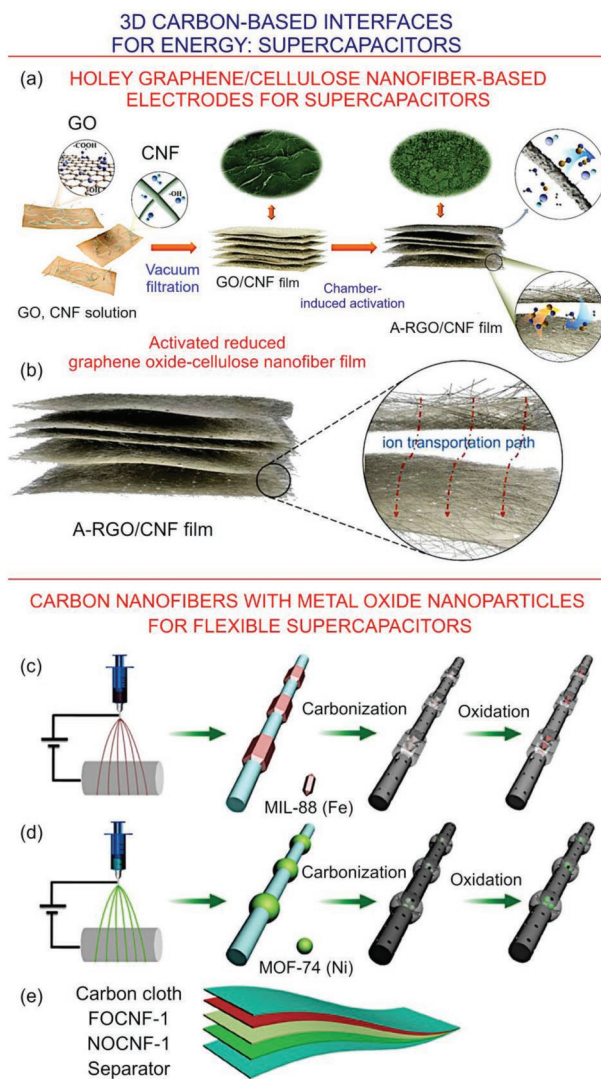 3D CARBON-BASED INTERFACES
FOR ENERGY: SUPERCAPACITORS
(a)
HOLEY GRAPHENE/CELLULOSE NANOFIBER-BASED
ELECTRODES FOR SUPERCAPACITORS
GO
-COOH
-OH
CNF
-OH
GO, CNF solution
Vacuum
filtration
GO/CNF film
Chamber-
induced activation
A-RGO/CNF film
Activated reduced
graphene oxide-cellulose nanofiber film
(b)
ion transportation path
A-RGO/CNF film
CARBON NANOFIBERS WITH METAL OXIDE NANOPARTICLES
FOR FLEXIBLE SUPERCAPACITORS
(c)
Carbonization
Oxidation
MIL-88 (Fe)
(d)
Carbonization
Oxidation
MOF-74 (Ni)
(e)
Carbon cloth
FOCNF-1
NOCNF-1
Separator